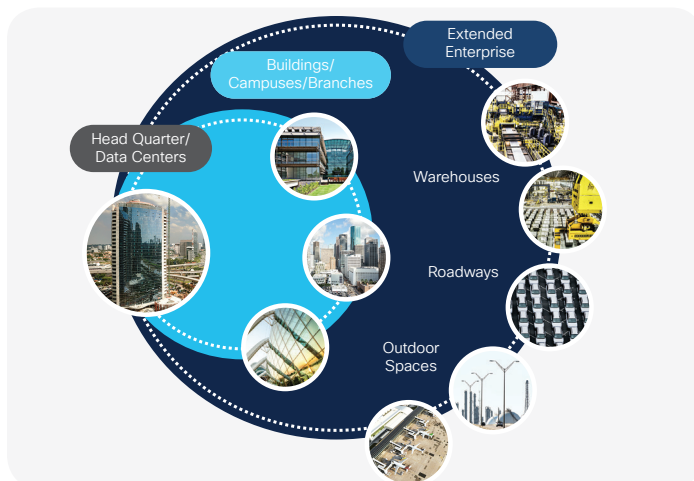 Extended
Enterprise
Buildings/
Campuses/Branches
Head Quarter/
Data Centers
Warehouses
Roadways
Outdoor
Spaces